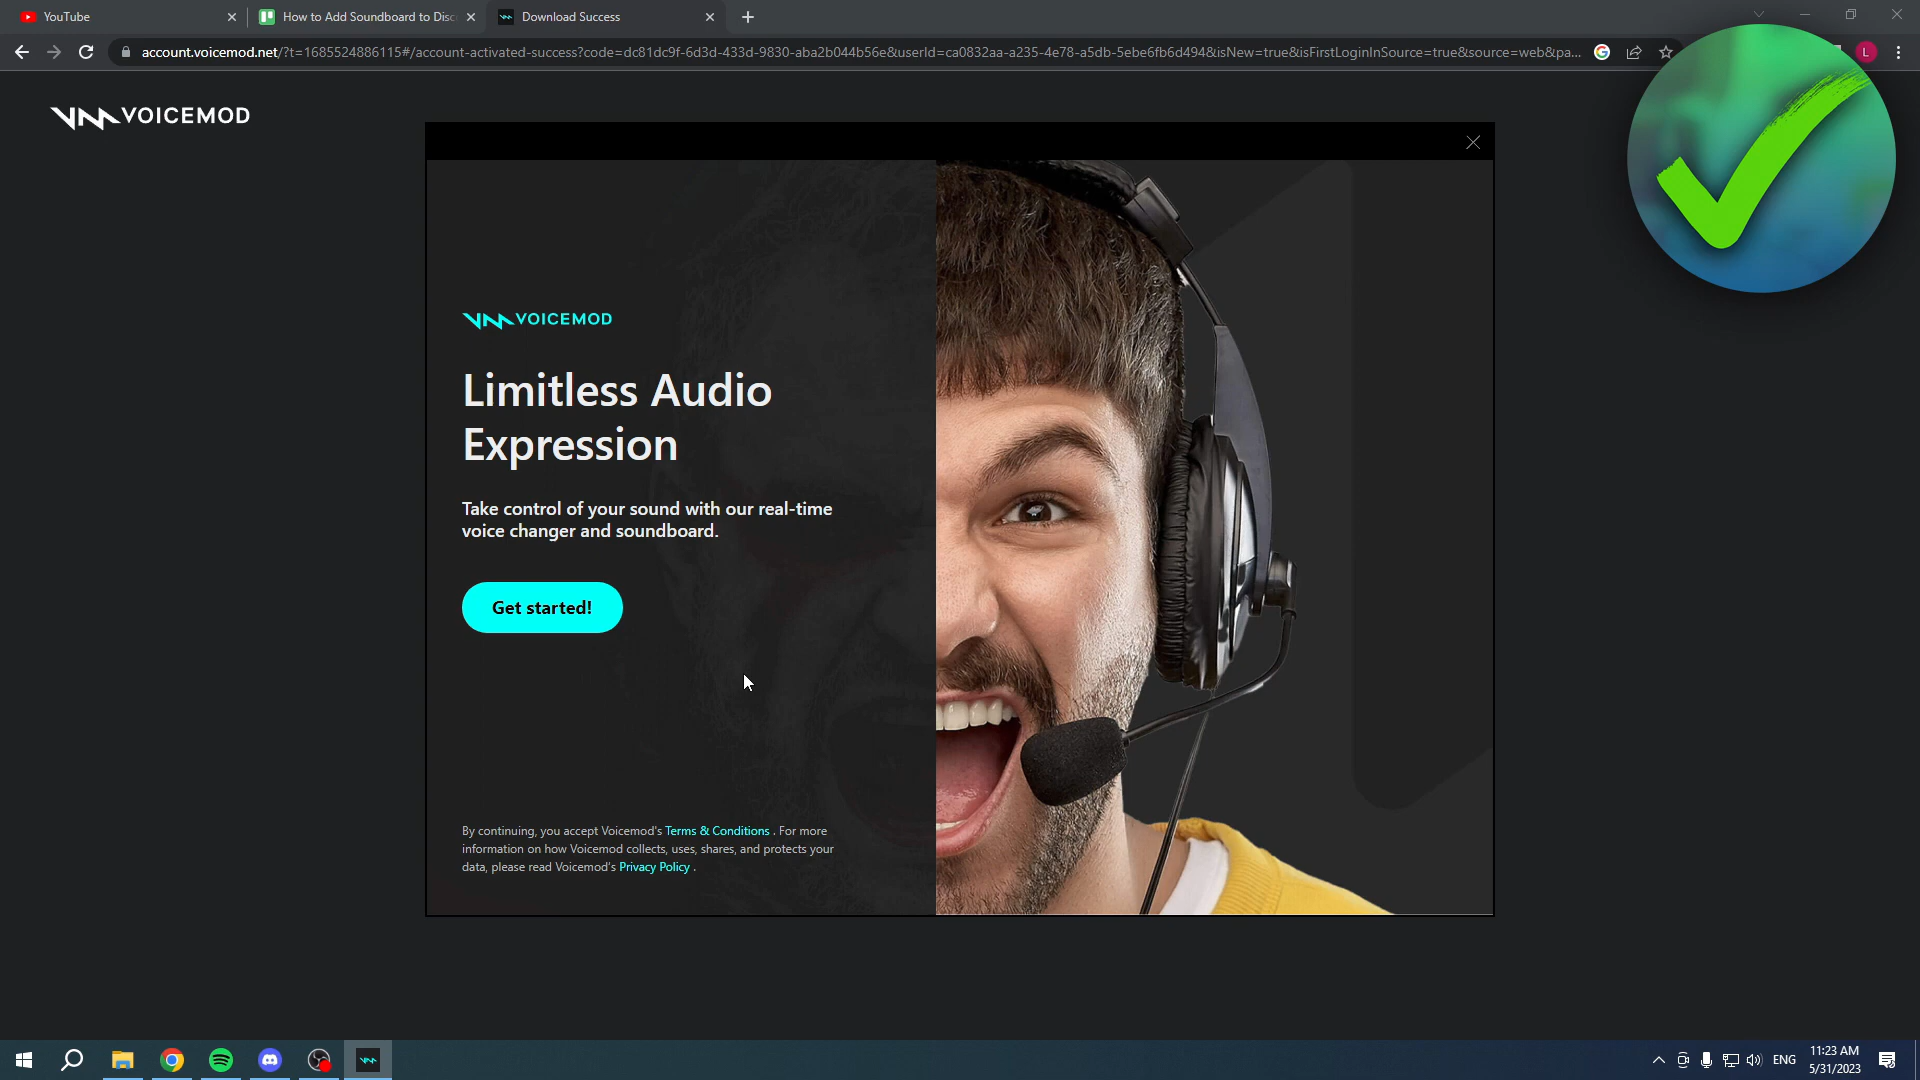 YouTube
How to Add Soundboard to Disc
Download Success
account.voicemod.net/?t=1685524886115#/account-activated-success?code=dc81dc9f-6d3d-433d-9830-aba2b044b56e&userId=ca0832aa-a235-4e78-a5db-5ebe6fb6d494&isNew=true&isFirstLoginInSource=true&source=web&pa...
L
VOICEMOD
VOICEMOD
Limitless Audio
Expression
Take control of your sound with our real-time
voice changer and soundboard.
Get started!
By continuing, you accept Voicemod's Terms & Conditions . For more
information on how Voicemod collects, uses, shares, and protects your
data, please read Voicemod's Privacy Policy .
ENG
11:23 AM
5/31/2023